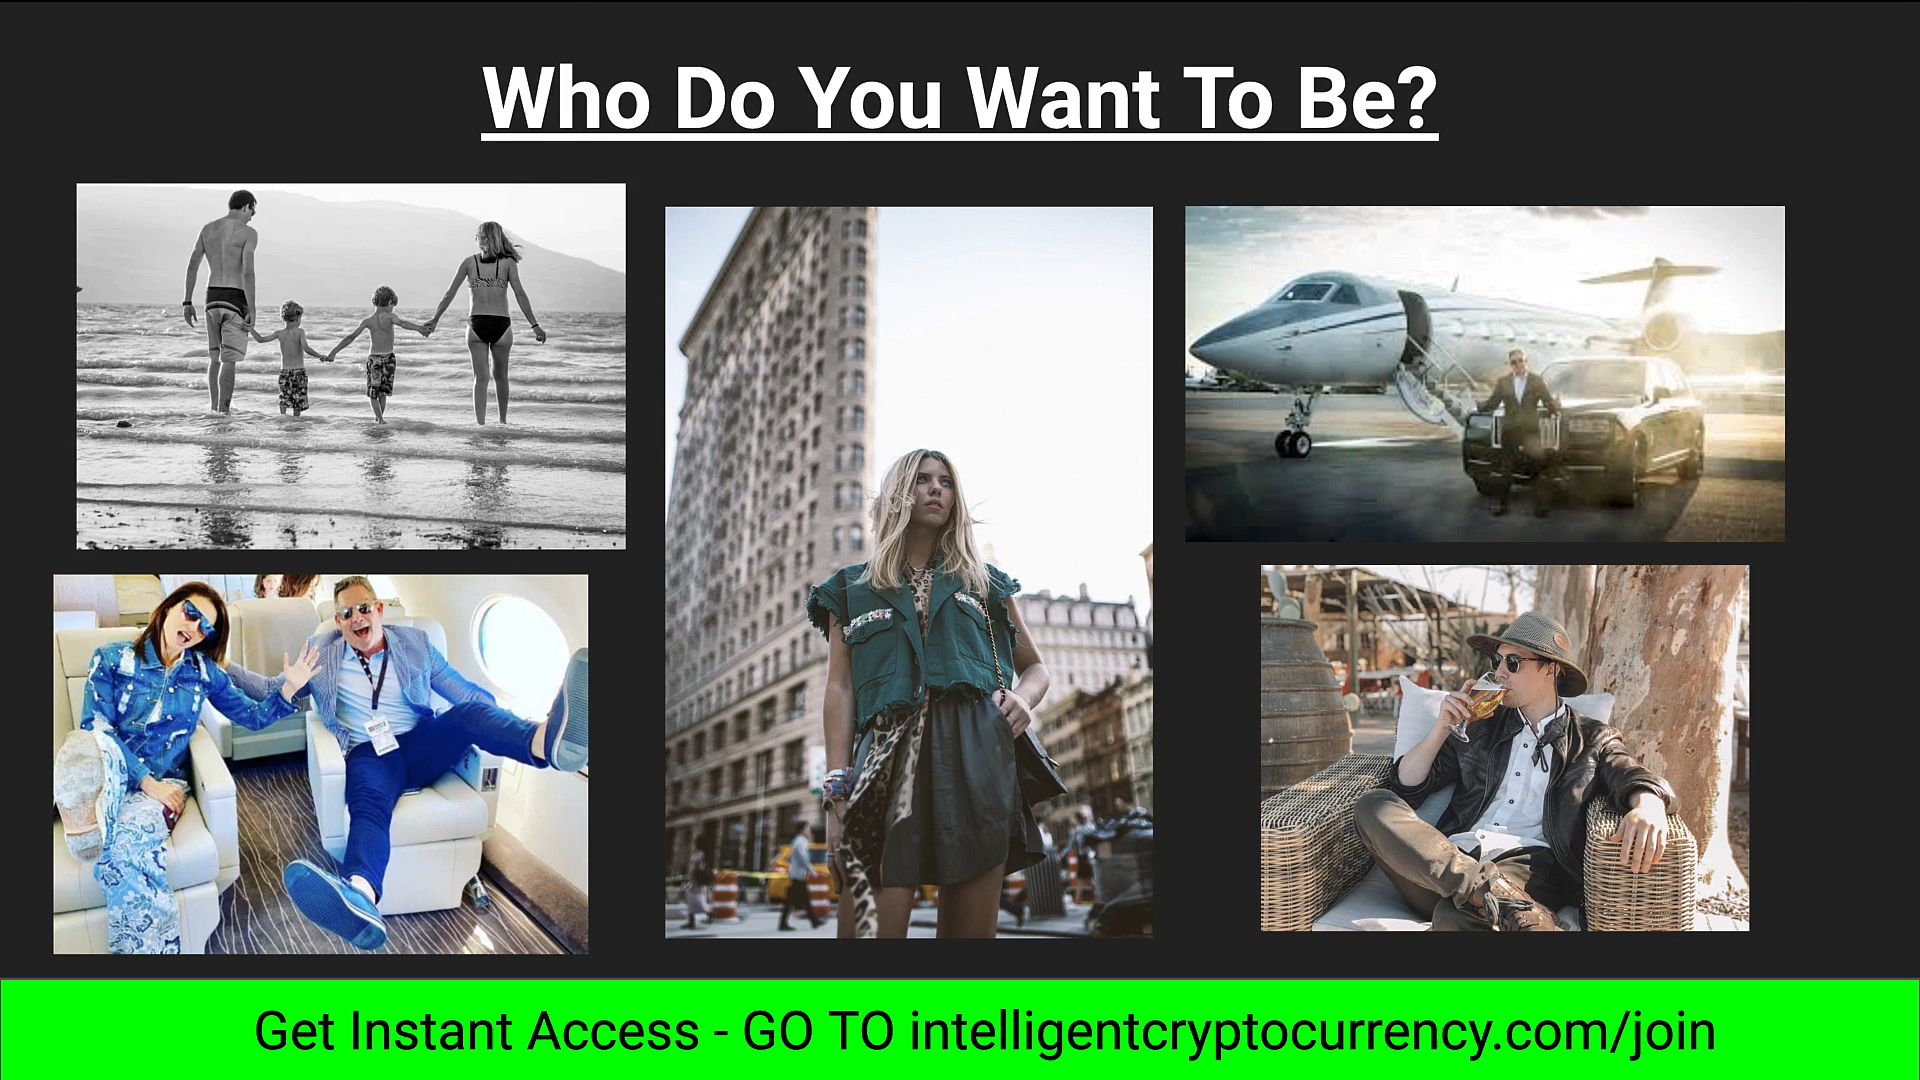 Who Do You Want To Be?
Get Instant Access - GO TO intelligentcryptocurrency.com/join